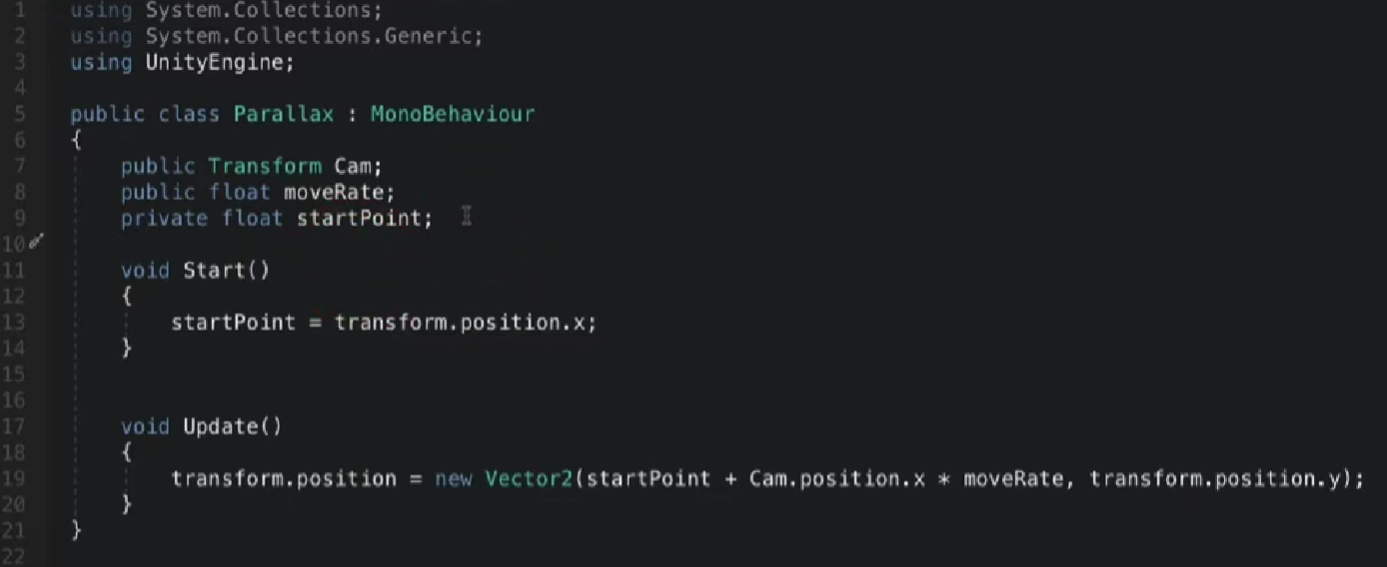 1 using System.Collections;
2 using System.Collections.Generic;
3 using UnityEngine;
4
5 public class Parallax : MonoBehaviour
6 {
7 public Transform Cam;
8 public float moveRate;
9 private float startPoint;
10
11 void Start()
12 {
13 startPoint = transform.position.x;
14 }
15
16
17 void Update()
18 {
19 transform.position = new Vector2(startPoint + Cam.position.x * moveRate, transform.position.y);
20 }
21 }
22